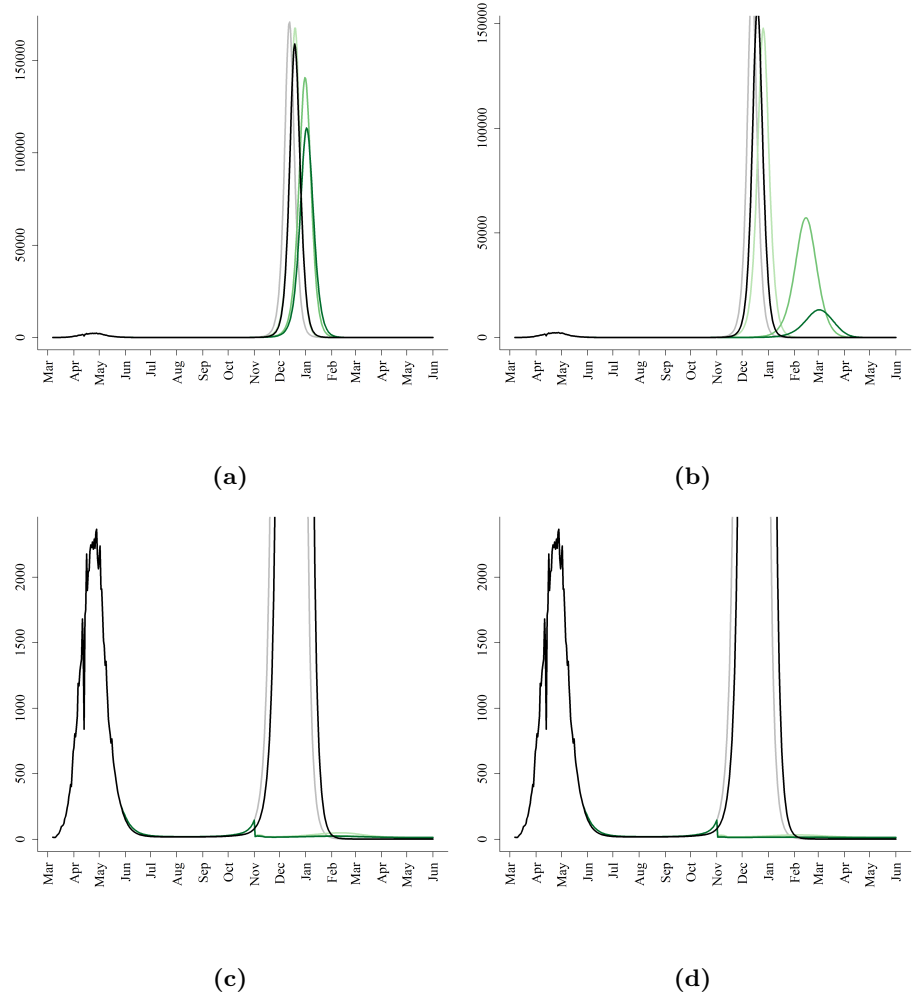 0 50000 100000 150000
Mar Apr May Jun Jul Aug Sep Oct Nov Dec Jan Feb Mar Apr May Jun
(a)
0 50000 100000 150000
Mar Apr May Jun Jul Aug Sep Oct Nov Dec Jan Feb Mar Apr May Jun
(b)
0 500 1000 1500 2000
Mar Apr May Jun Jul Aug Sep Oct Nov Dec Jan Feb Mar Apr May Jun
(c)
0 500 1000 1500 2000
Mar Apr May Jun Jul Aug Sep Oct Nov Dec Jan Feb Mar Apr May Jun
(d)